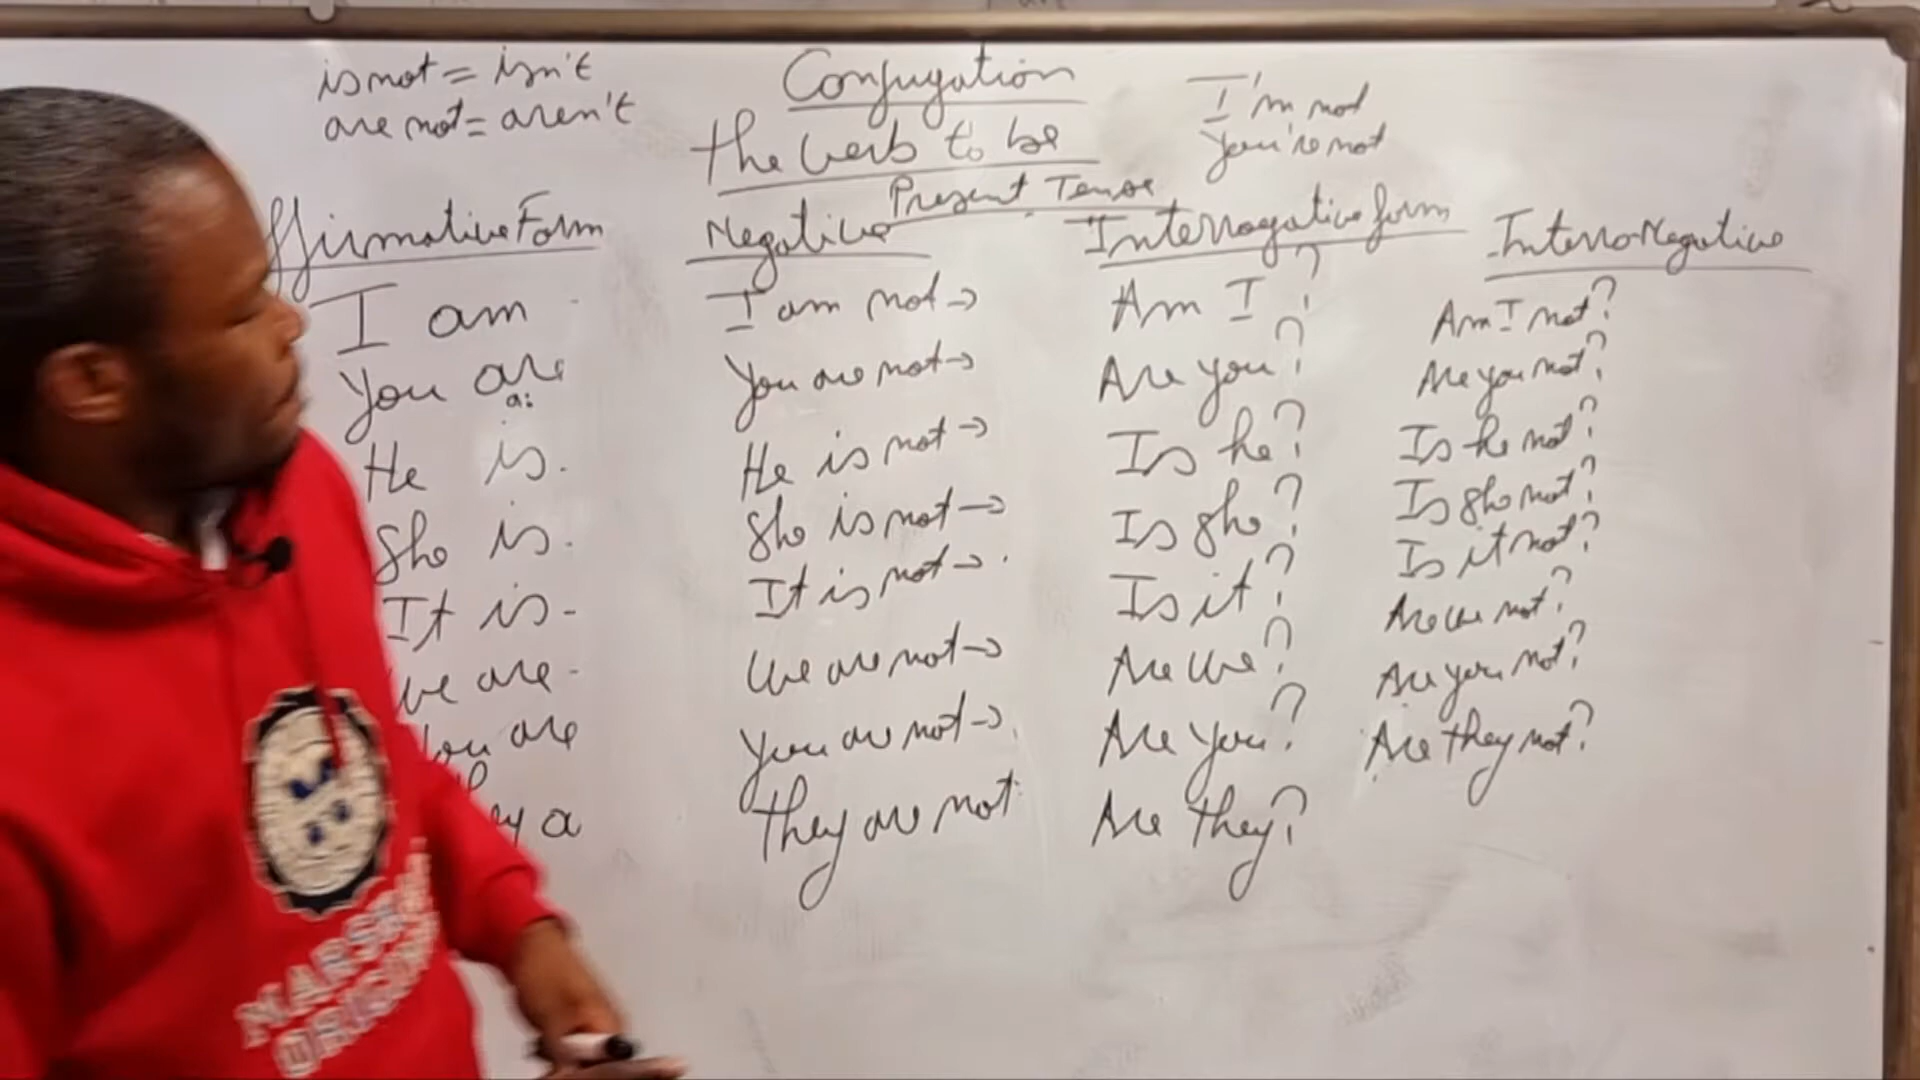 is not = isn't
are not = aren't
Conjugation
the verb to be
Present Tense
I'm not
you're not
ffirmative Form
I am
You are
a:
He is.
She is.
It is-
we are-
you are
ey a
Negative
I am not →
You are not →
He is not →
She is not →
It is not →.
We are not →
You are not →
they are not
Interrogative form
Am I?
Are you?
Is he?
Is she?
Is it?
Are we?
Are you?
Are they?
Interro Negative
Am I not?
Are you not?
Is he not?
Is she not?
Is it not?
Are we not?
Are you not?
Are they not?